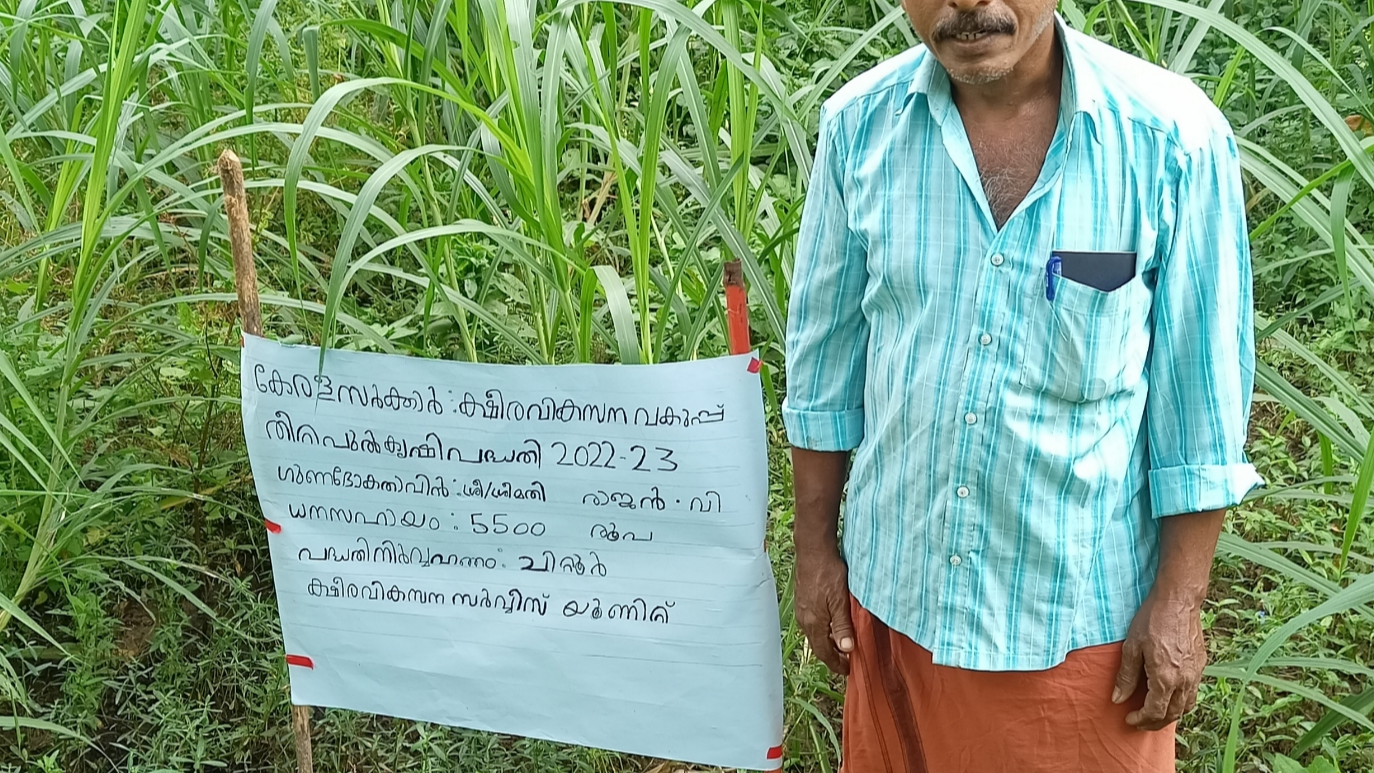 കേരള സർക്കാർ : ക്ഷീരവികസന വകുപ്പ്
തീറ്റപുൽകൃഷി പദ്ധതി 2022-23
ഗുണഭോക്താവിൻ : ശ്രീ/ശ്രീമതി രാജൻ . വി
ധനസഹായം : 5500 രൂപ
പദ്ധതി നിർവ്വഹണം : ചിറ്റൂർ
ക്ഷീരവികസന സർവ്വീസ് യൂണിറ്റ്